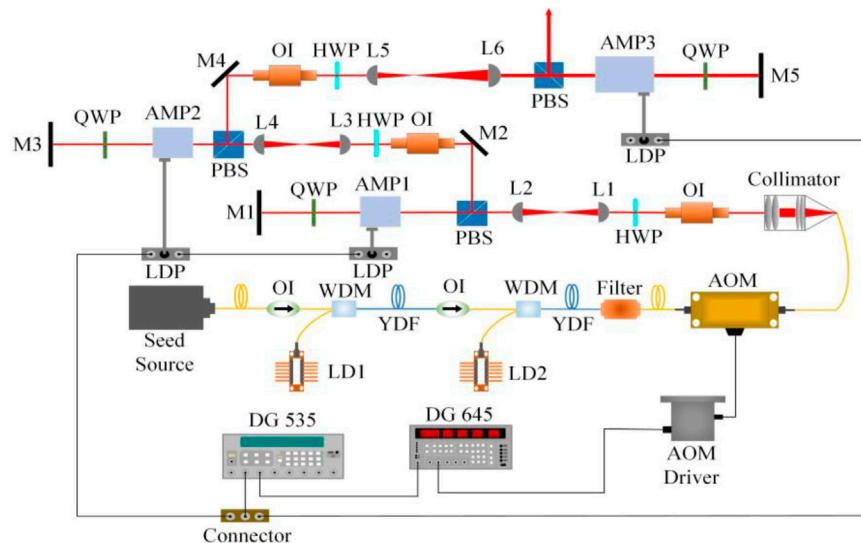 M4
OI
HWP
L5
L6
AMP3
QWP
M5
PBS
LDP
M3
QWP
AMP2
PBS
L4
L3
HWP
OI
M2
M1
QWP
AMP1
PBS
L2
L1
HWP
OI
Collimator
LDP
LDP
Seed
Source
OI
WDM
YDF
OI
WDM
YDF
Filter
AOM
LD1
LD2
DG 535
DG 645
AOM
Driver
Connector